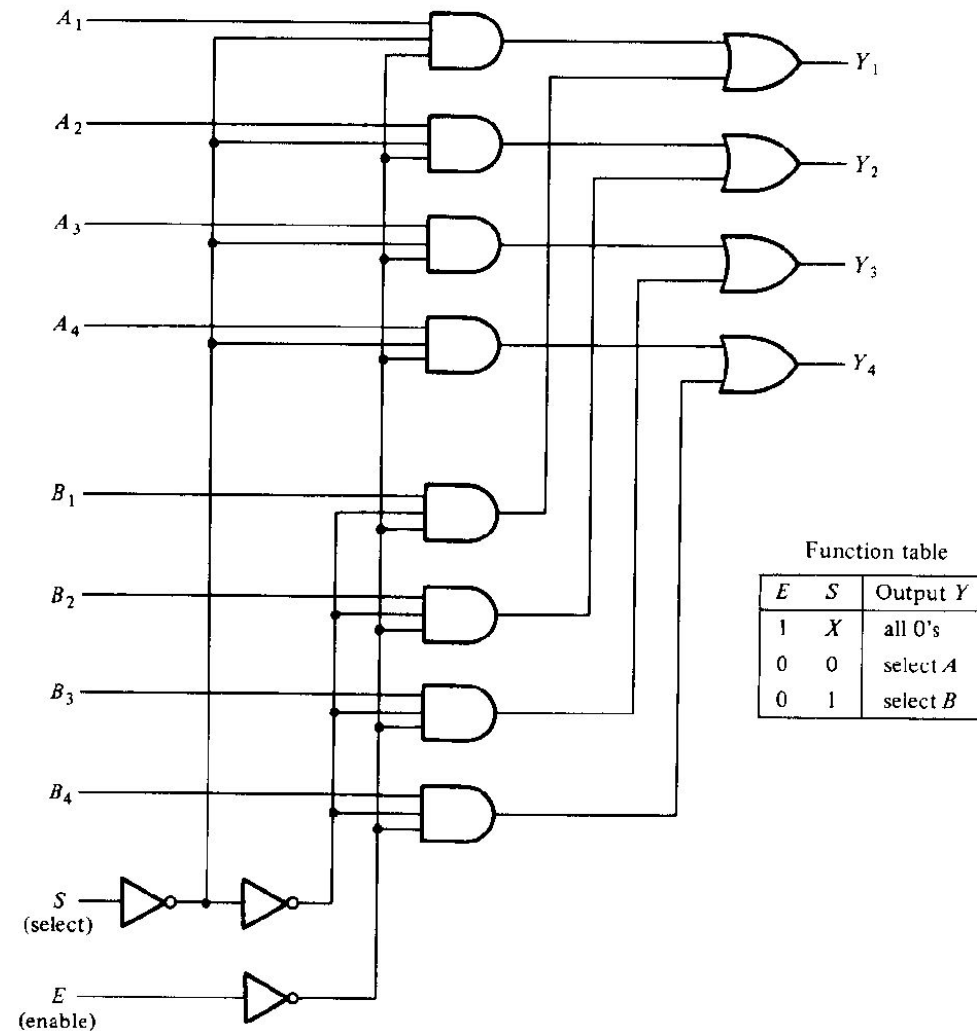 A₁
Y₁
A₂
Y₂
A₃
Y₃
A₄
Y₄
B₁
B₂
B₃
B₄
S
(select)
E
(enable)
Function table
E S Output Y
1 X all 0's
0 0 select A
0 1 select B